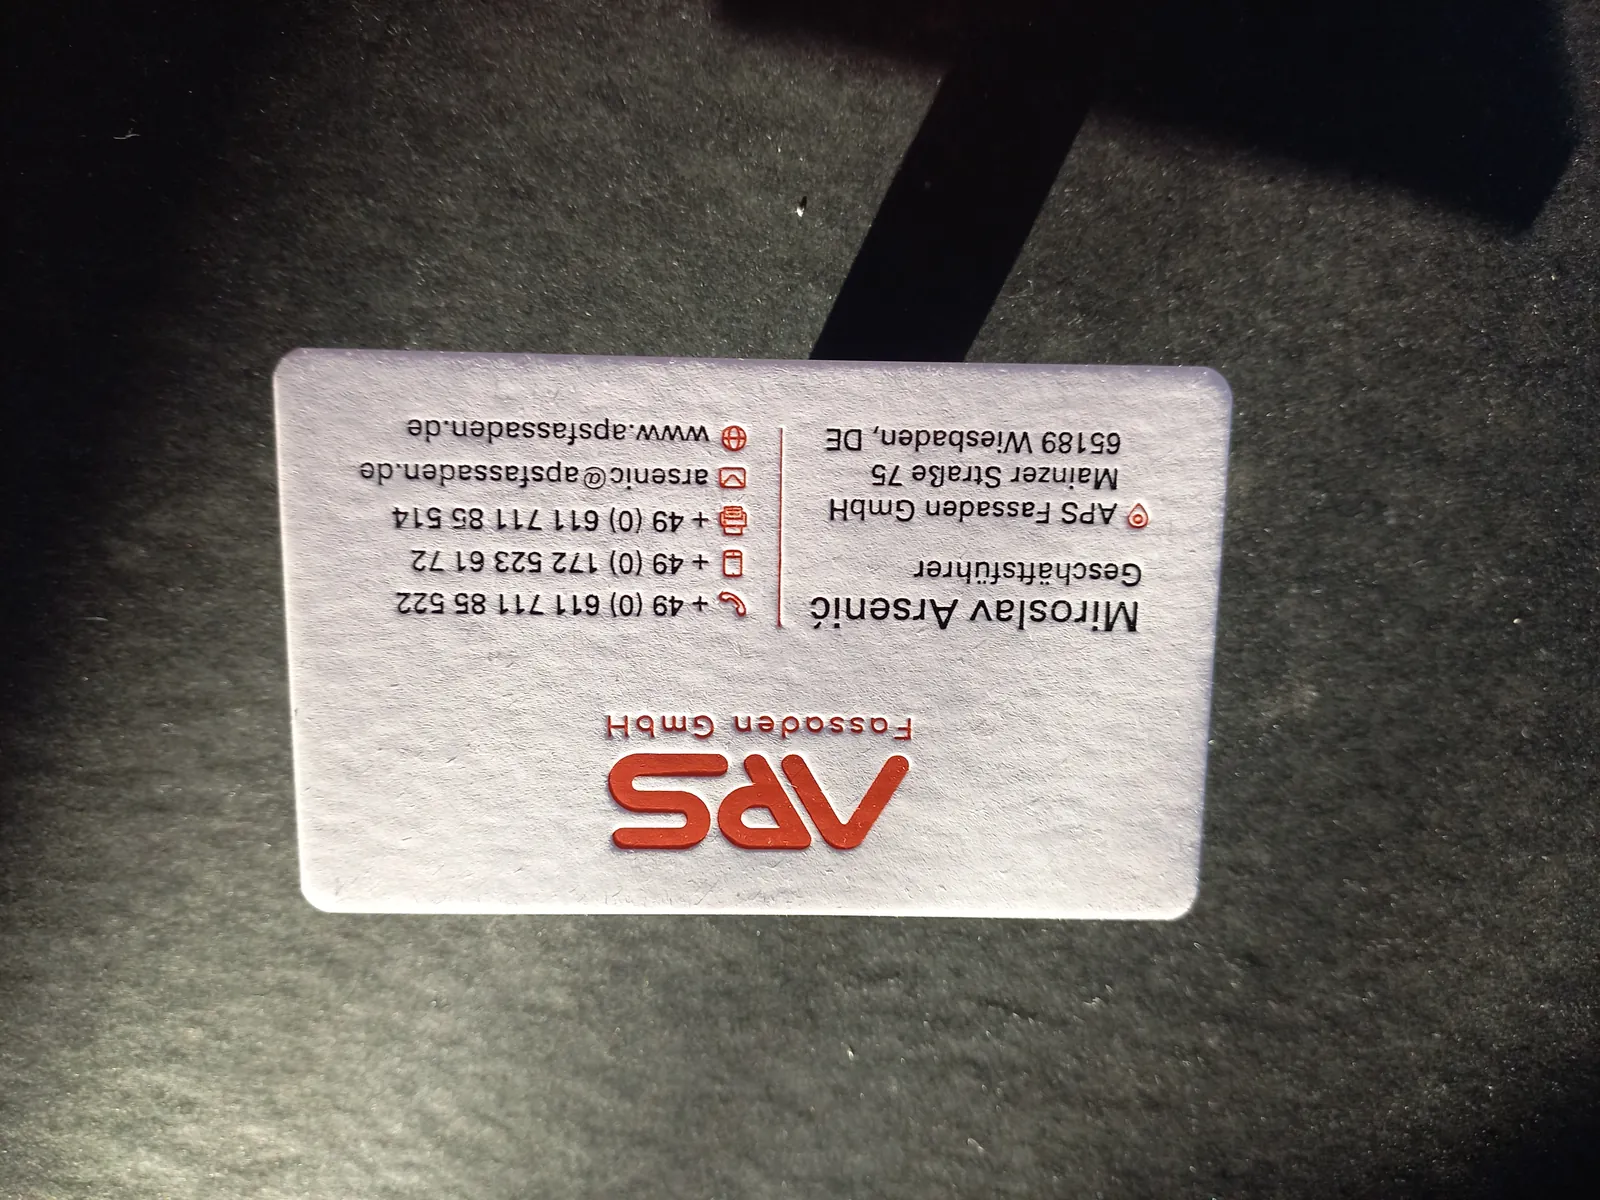 APS
Fassaden GmbH
Miroslav Arsenić
Geschäftsführer
APS Fassaden GmbH
Mainzer Straße 75
65189 Wiesbaden, DE
+ 49 (0) 611 711 85 522
+ 49 (0) 172 523 61 72
+ 49 (0) 611 711 85 514
arsenic@apsfassaden.de
www.apsfassaden.de